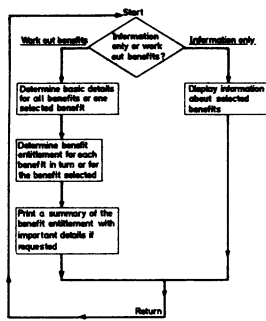 Start
Work out benefits
Information
only or work
out benefits?
Information only
Determine basic details
for all benefits or one
selected benefit
Display information
about selected
benefits
Determine benefit
entitlement for each
benefit in turn or for
the benefit selected
Print a summary of the
benefit entitlement with
important details if
requested
Return